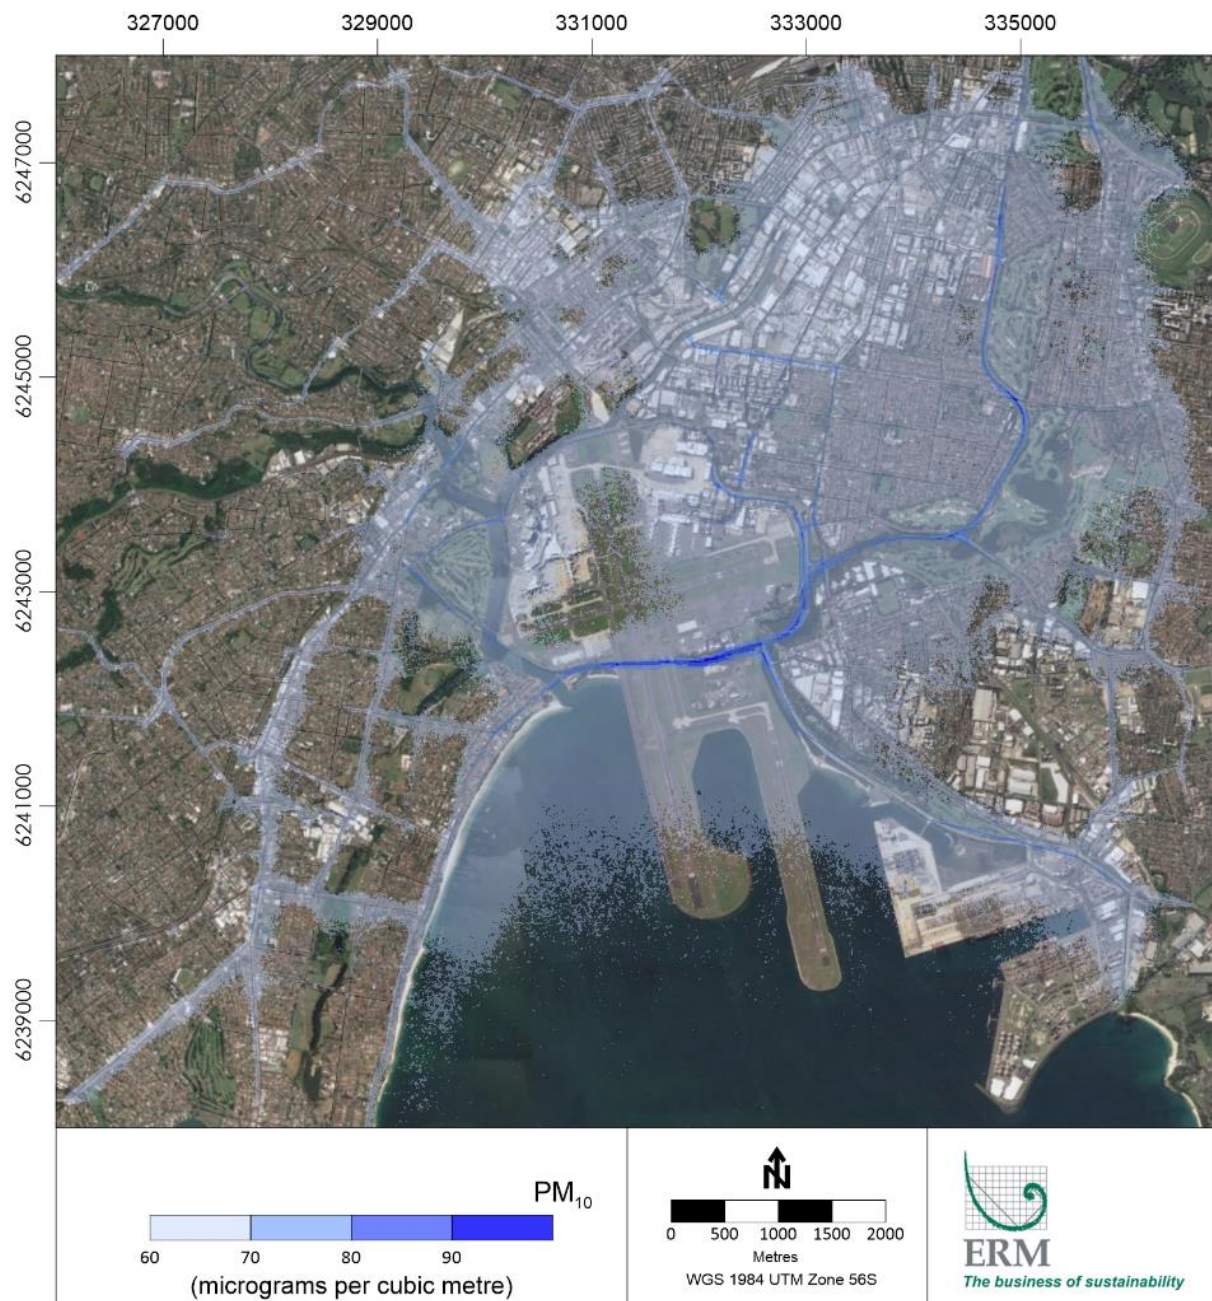 327000
329000
331000
333000
335000
6247000
6245000
6243000
6241000
6239000
PM₁₀
60
70
80
90
(micrograms per cubic metre)
N
0
500
1000
1500
2000
Metres
WGS 1984 UTM Zone 56S
ERM
The business of sustainability